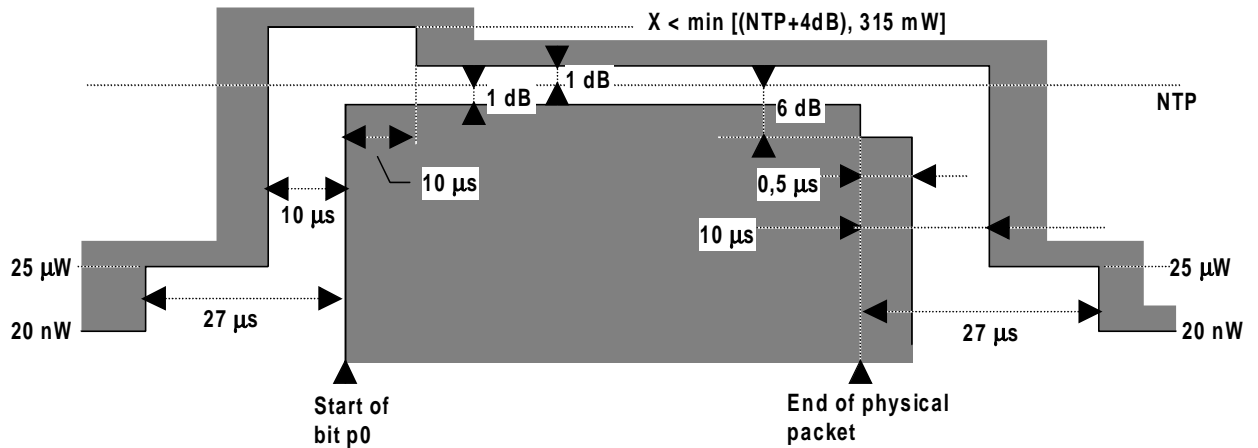 X < min [(NTP+4dB), 315 mW]
1 dB
1 dB
6 dB
NTP
10 μs
0,5 μs
10 μs
10 μs
25 μW
25 μW
27 μs
27 μs
20 nW
20 nW
Start of
bit p0
End of physical
packet